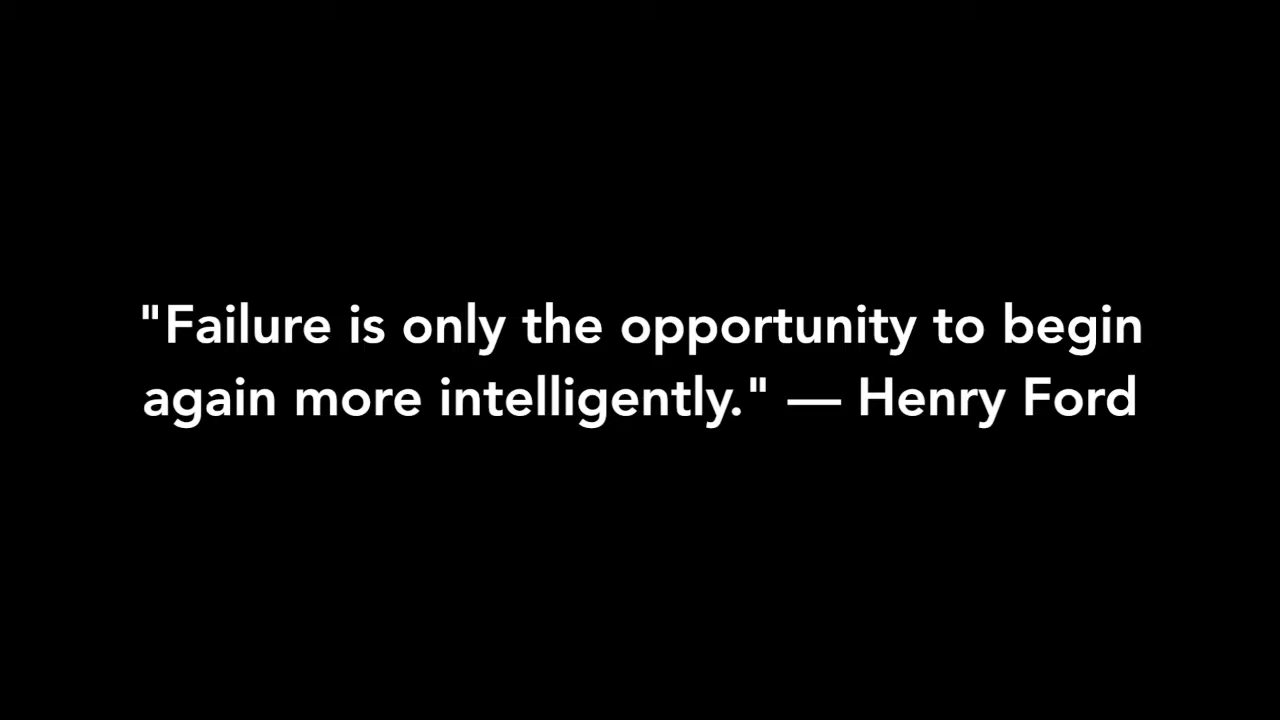 "Failure is only the opportunity to begin
again more intelligently." — Henry Ford